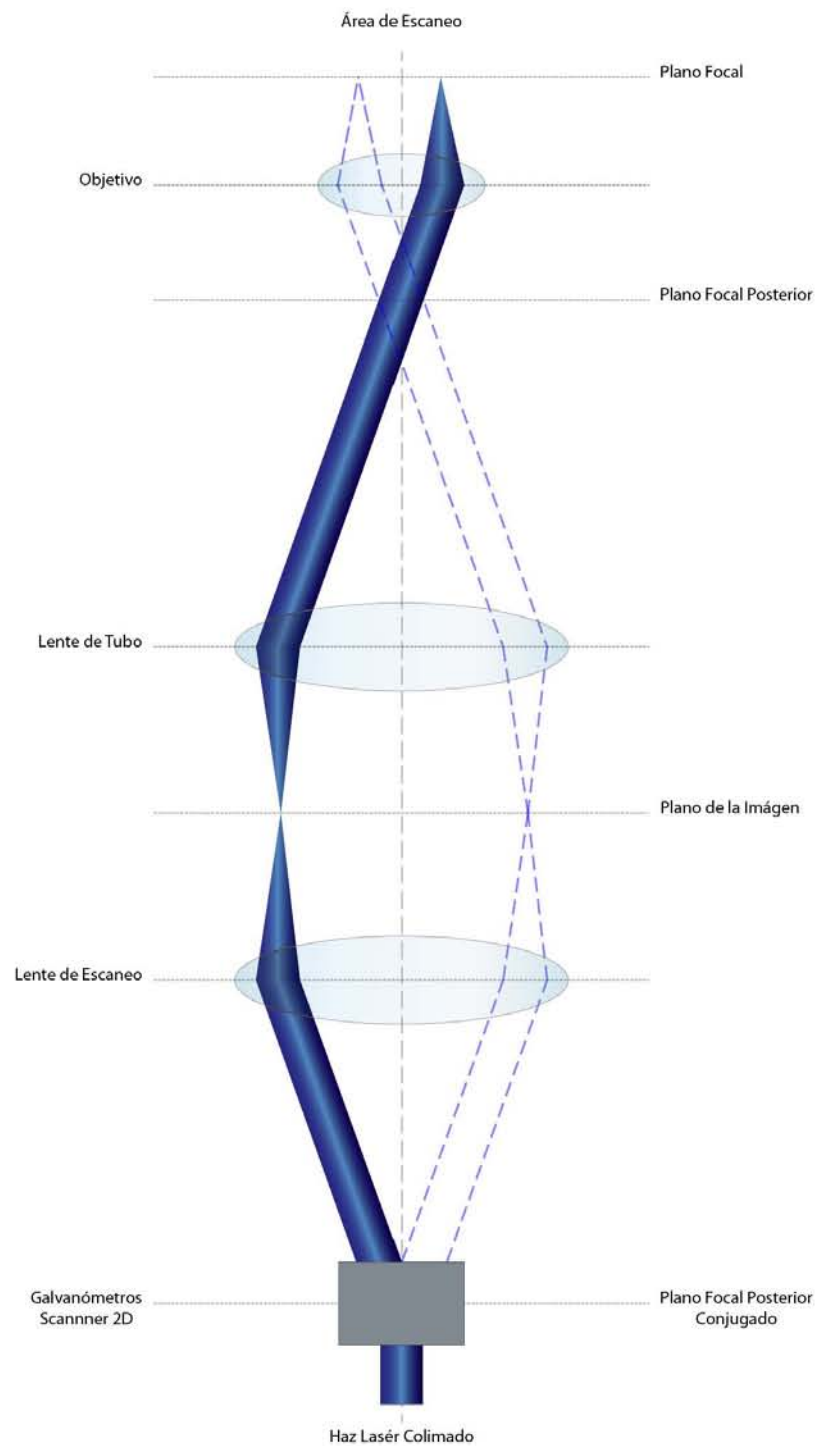 Área de Escaneo
Plano Focal
Objetivo
Plano Focal Posterior
Lente de Tubo
Plano de la Imágen
Lente de Escaneo
Galvanómetros
Scannner 2D
Plano Focal Posterior
Conjugado
Haz Lasér Colimado